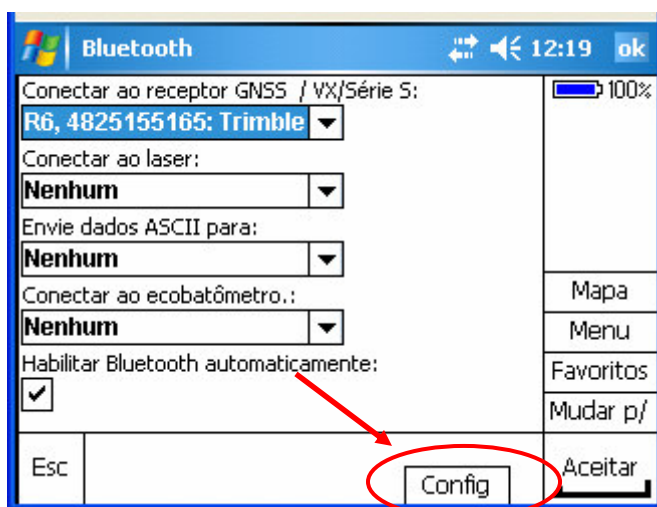 Bluetooth 12:19 ok
Conectar ao receptor GNSS / VX/Série S:
100%
R6, 4825155165: Trimble
Conectar ao laser:
Nenhum
Envie dados ASCII para:
Nenhum
Conectar ao ecobatômetro.:
Nenhum
Habilitar Bluetooth automaticamente:
Mapa
Menu
Favoritos
Mudar p/
Esc
Config
Aceitar